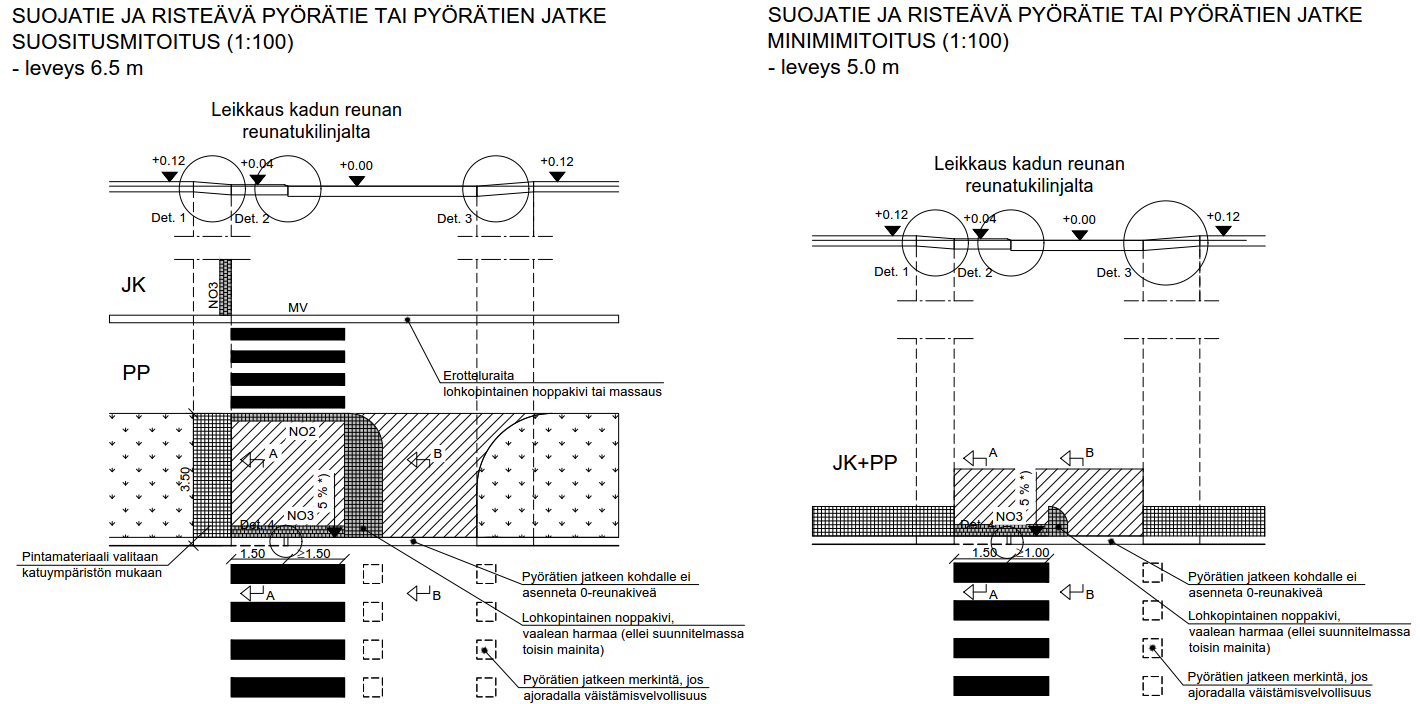 SUOJATIE JA RISTEÄVÄ PYÖRÄTIE TAI PYÖRÄTIEN JATKE
SUOSITUSMITOITUS (1:100)
- leveys 6.5 m
Leikkaus kadun reunan
reunatukilinjalta
+0.12
+0.04
+0.00
+0.12
Det. 1
Det. 2
Det. 3
JK
NO3
MV
PP
Erotteluraita
lohkopintainen noppakivi tai massaus
NO2
A
B
3.50
5 % *)
NO3
Det. 4
1.50
≥1.50
Pintamateriaali valitaan
katuympäristön mukaan
A
B
Pyörätien jatkeen kohdalle ei
asenneta 0-reunakiveä
Lohkopintainen noppakivi,
vaalean harmaa (ellei suunnitelmassa
toisin mainita)
Pyörätien jatkeen merkintä, jos
ajoradalla väistämisvelvollisuus
SUOJATIE JA RISTEÄVÄ PYÖRÄTIE TAI PYÖRÄTIEN JATKE
MINIMIMITOITUS (1:100)
- leveys 5.0 m
Leikkaus kadun reunan
reunatukilinjalta
+0.12
+0.04
+0.00
+0.12
Det. 1
Det. 2
Det. 3
JK+PP
A
B
5 % *)
NO3
Det. 4
1.50
≥1.00
A
B
Pyörätien jatkeen kohdalle ei
asenneta 0-reunakiveä
Lohkopintainen noppakivi,
vaalean harmaa (ellei suunnitelmassa
toisin mainita)
Pyörätien jatkeen merkintä, jos
ajoradalla väistämisvelvollisuus